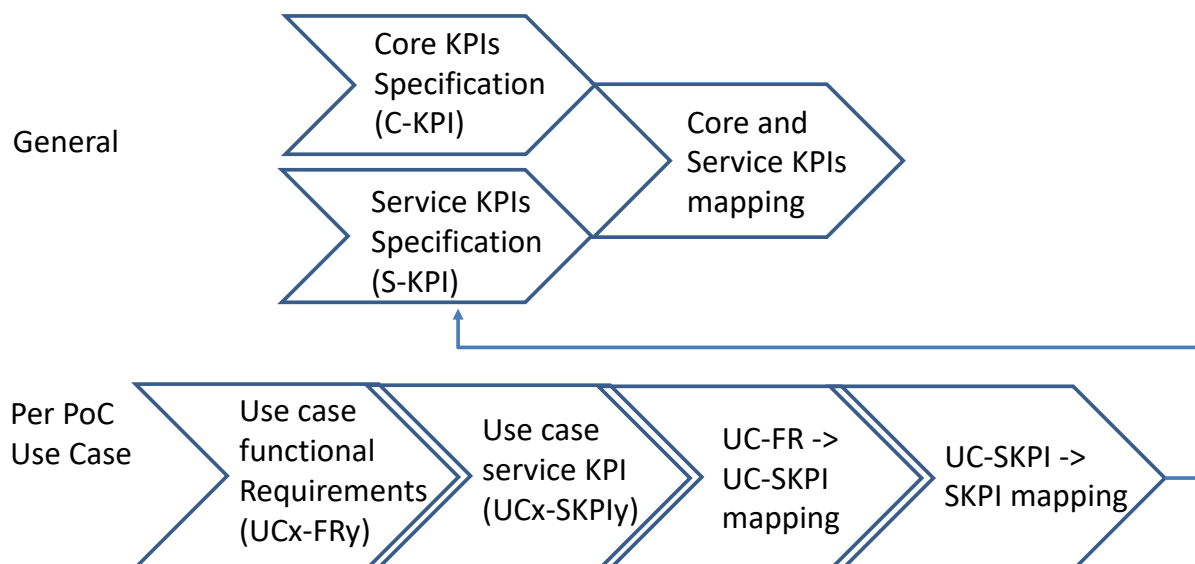 General
Core KPIs
Specification
(C-KPI)
Service KPIs
Specification
(S-KPI)
Core and
Service KPIs
mapping
Per PoC
Use Case
Use case
functional
Requirements
(UCx-FRy)
Use case
service KPI
(UCx-SKPIy)
UC-FR ->
UC-SKPI
mapping
UC-SKPI ->
SKPI mapping